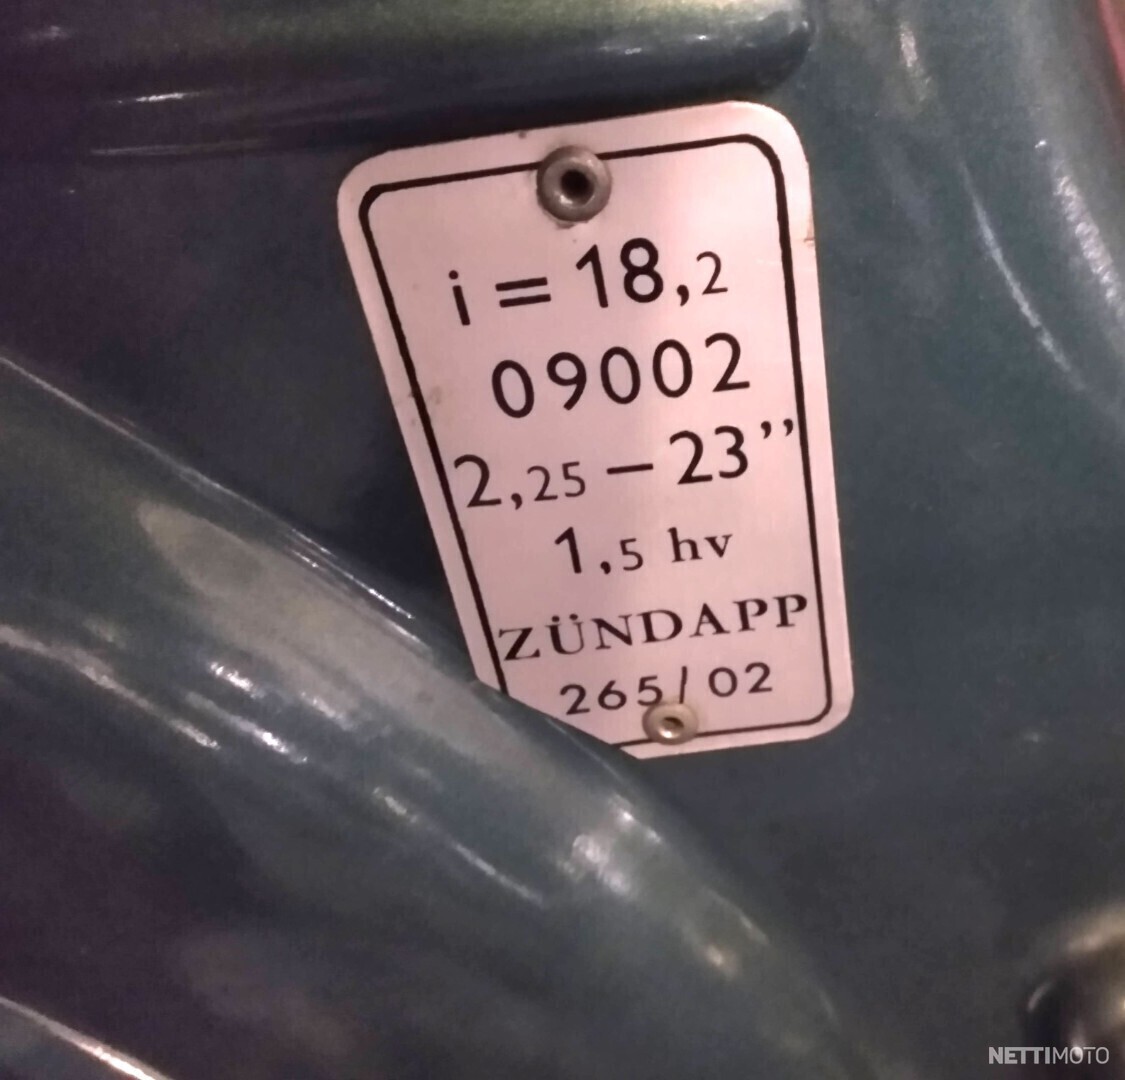 i = 18,2
09002
2,25 – 23”
1,5 hv
ZÜNDAPP
265/02
NETTIMOTO